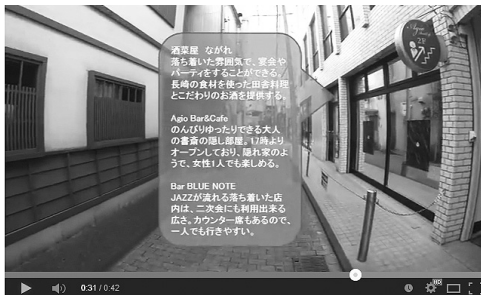 酒菜屋 ながれ
落ち着いた雰囲気で、宴会や
パーティをすることができる。
長崎の食材を使った田舎料理
とこだわりのお酒を提供する。
Agio Bar&Cafe
のんびりゆったりできる大人
の書斎の隠し部屋。17時より
オープンしており、隠れ家のよ
うで、女性1人でも楽しめる。
Bar BLUE NOTE
JAZZが流れる落ち着いた店
内は、二次会にも利用出来る
広さ。カウンター席もあるので、
一人でも行きやすい。
0:31 / 0:42
HD